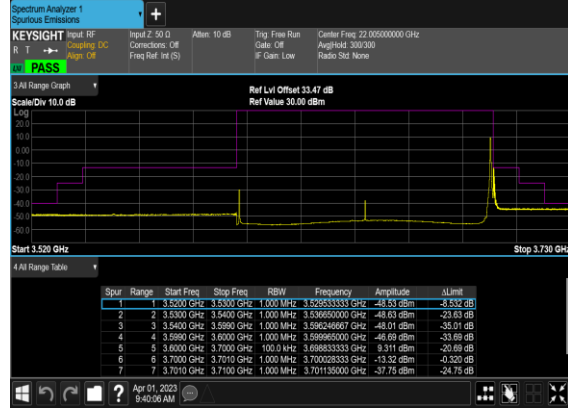 Spectrum Analyzer 1
Spurious Emissions
KEYSIGHT Input: RF Input Z: 50 Ω Atten: 10 dB Trig: Free Run Center Freq: 22.005000000 GHz
R T Coupling: DC Corrections: Off Gate: Off Avg|Hold: 300/300
Align: Off Freq Ref: Int (S) IF Gain: Low Radio Std: None
PASS
3 All Range Graph
Ref Lvl Offset 33.47 dB
Scale/Div 10.0 dB Ref Value 30.00 dBm
Log
20.0
10.0
0.00
-10.0
-20.0
-30.0
-40.0
-50.0
-60.0
Start 3.520 GHz Stop 3.730 GHz
4 All Range Table
Spur Range Start Freq Stop Freq RBW Frequency Amplitude ΔLimit
1 1 3.5200 GHz 3.5300 GHz 1.000 MHz 3.529533333 GHz -48.53 dBm -8.532 dB
2 2 3.5300 GHz 3.5400 GHz 1.000 MHz 3.536650000 GHz -48.63 dBm -23.63 dB
3 3 3.5400 GHz 3.5990 GHz 1.000 MHz 3.596246667 GHz -48.01 dBm -35.01 dB
4 4 3.5990 GHz 3.6000 GHz 1.000 MHz 3.599965000 GHz -46.69 dBm -33.69 dB
5 5 3.6000 GHz 3.7000 GHz 100.0 kHz 3.698833333 GHz 9.311 dBm -20.69 dB
6 6 3.7000 GHz 3.7010 GHz 1.000 MHz 3.700028333 GHz -13.32 dBm -0.320 dB
7 7 3.7010 GHz 3.7100 GHz 1.000 MHz 3.701135000 GHz -37.75 dBm -24.75 dB
Apr 01, 2023
9:40:06 AM